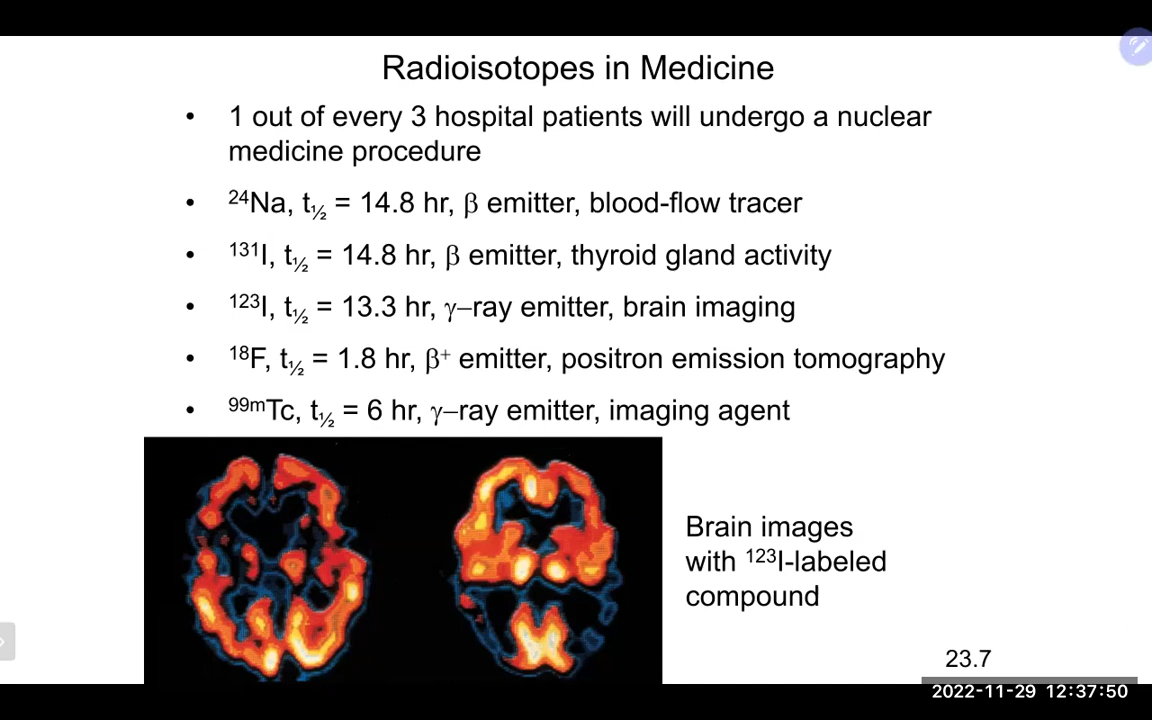 Radioisotopes in Medicine
• 1 out of every 3 hospital patients will undergo a nuclear
medicine procedure
• ²⁴Na, t½ = 14.8 hr, β emitter, blood-flow tracer
• ¹³¹I, t½ = 14.8 hr, β emitter, thyroid gland activity
• ¹²³I, t½ = 13.3 hr, γ–ray emitter, brain imaging
• ¹⁸F, t½ = 1.8 hr, β⁺ emitter, positron emission tomography
• ⁹⁹ᵐTc, t½ = 6 hr, γ–ray emitter, imaging agent
Brain images
with ¹²³I-labeled
compound
23.7
2022-11-29 12:37:50